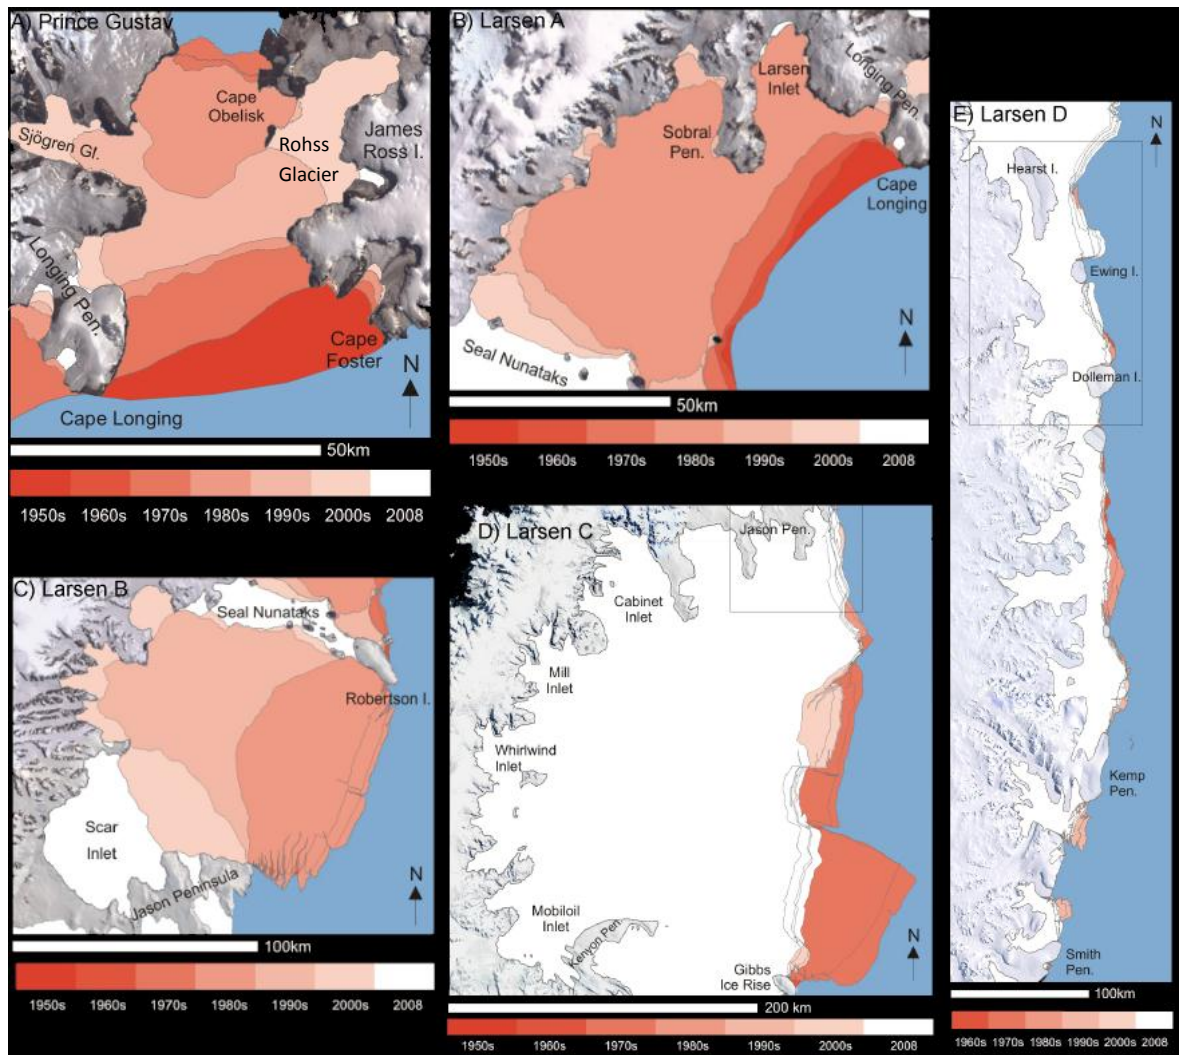 A) Prince Gustav
Cape
Obelisk
Sjögren Gl.
Rohss
Glacier
James
Ross I.
Longing Pen.
Cape
Foster
N
Cape Longing
50km
1950s 1960s 1970s 1980s 1990s 2000s 2008
B) Larsen A
Larsen
Inlet
Longing Pen.
Sobral
Pen.
Cape
Longing
N
Seal Nunataks
50km
1950s 1960s 1970s 1980s 1990s 2000s 2008
C) Larsen B
Seal Nunataks
Robertson I.
Scar
Inlet
Jason Peninsula
N
100km
1950s 1960s 1970s 1980s 1990s 2000s 2008
D) Larsen C
Jason Pen.
Cabinet
Inlet
Mill
Inlet
Whirlwind
Inlet
Mobiloil
Inlet
Kenyon Pen.
Gibbs
Ice Rise
N
200 km
1950s 1960s 1970s 1980s 1990s 2000s 2008
E) Larsen D
N
Hearst I.
Ewing I.
Dolleman I.
Kemp
Pen.
Smith
Pen.
100km
1960s 1970s 1980s 1990s 2000s 2008